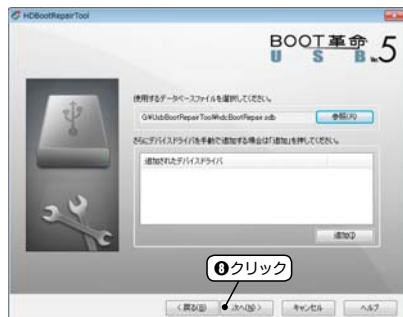 HDBootRepairTool
BOOT革命
USB Ver.5
使用するデータベースファイルを選択してください。
G:¥UsbBootRepairTool¥hdcBootRepair.sdb
参照(R)
さらにデバイスドライバを手動で追加する場合は「追加」を押してください。
追加されたデバイスドライバ
追加(I)
❽クリック
< 戻る(B)
次へ(N) >
キャンセル
ヘルプ